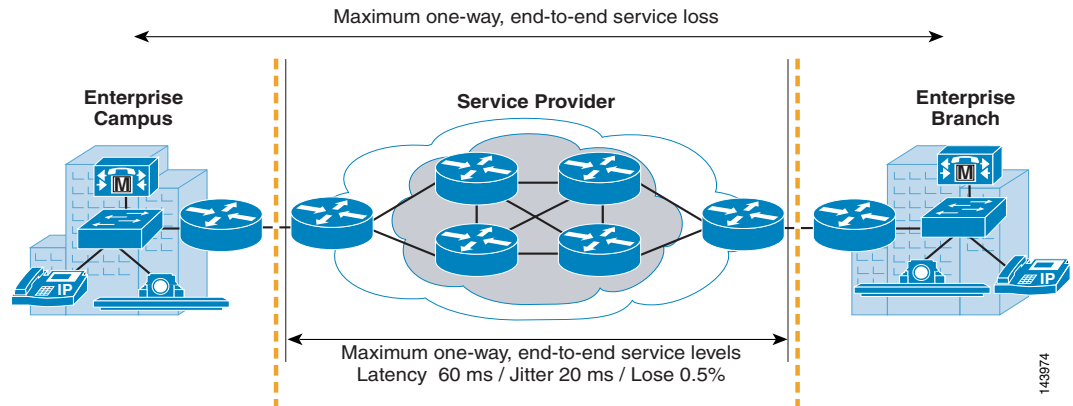 Maximum one-way, end-to-end service loss
Enterprise
Campus
Service Provider
Enterprise
Branch
M
M
IP
IP
Maximum one-way, end-to-end service levels
Latency 60 ms / Jitter 20 ms / Lose 0.5%
143974